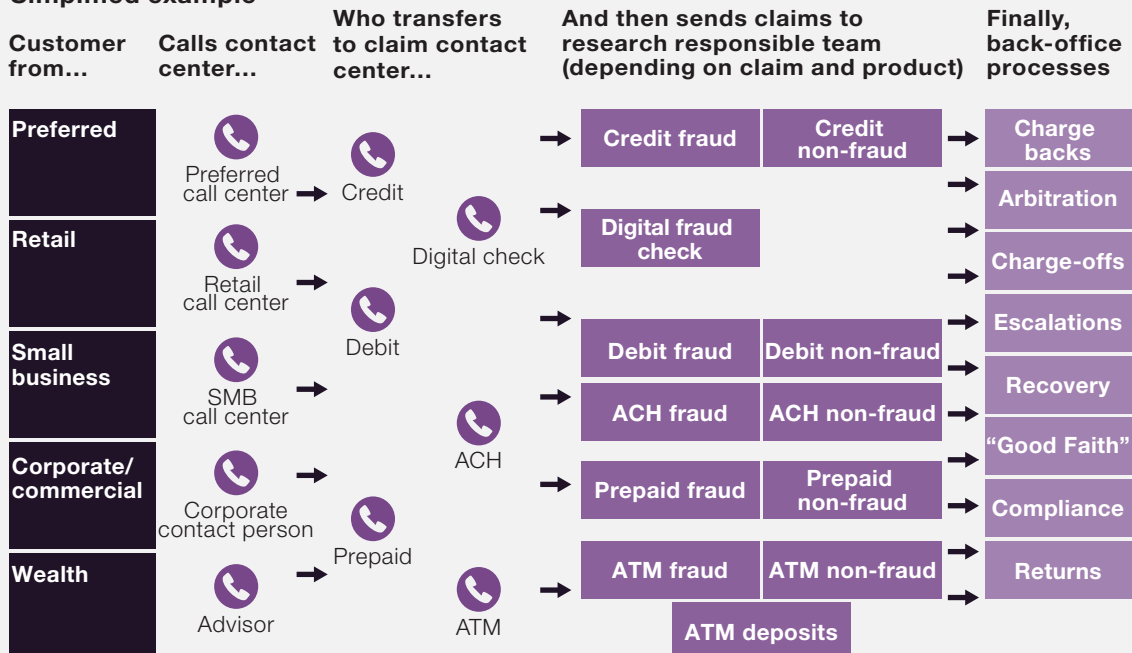 Simplified example
Customer
from...
Calls contact
center...
Who transfers
to claim contact
center...
And then sends claims to
research responsible team
(depending on claim and product)
Finally,
back-office
processes
Preferred
Retail
Small
business
Corporate/
commercial
Wealth
Preferred
call center
Retail
call center
SMB
call center
Corporate
contact person
Advisor
Credit
Digital check
Debit
ACH
Prepaid
ATM
Credit fraud
Credit
non-fraud
Digital fraud
check
Debit fraud
Debit non-fraud
ACH fraud
ACH non-fraud
Prepaid fraud
Prepaid
non-fraud
ATM fraud
ATM non-fraud
ATM deposits
Charge
backs
Arbitration
Charge-offs
Escalations
Recovery
“Good Faith”
Compliance
Returns